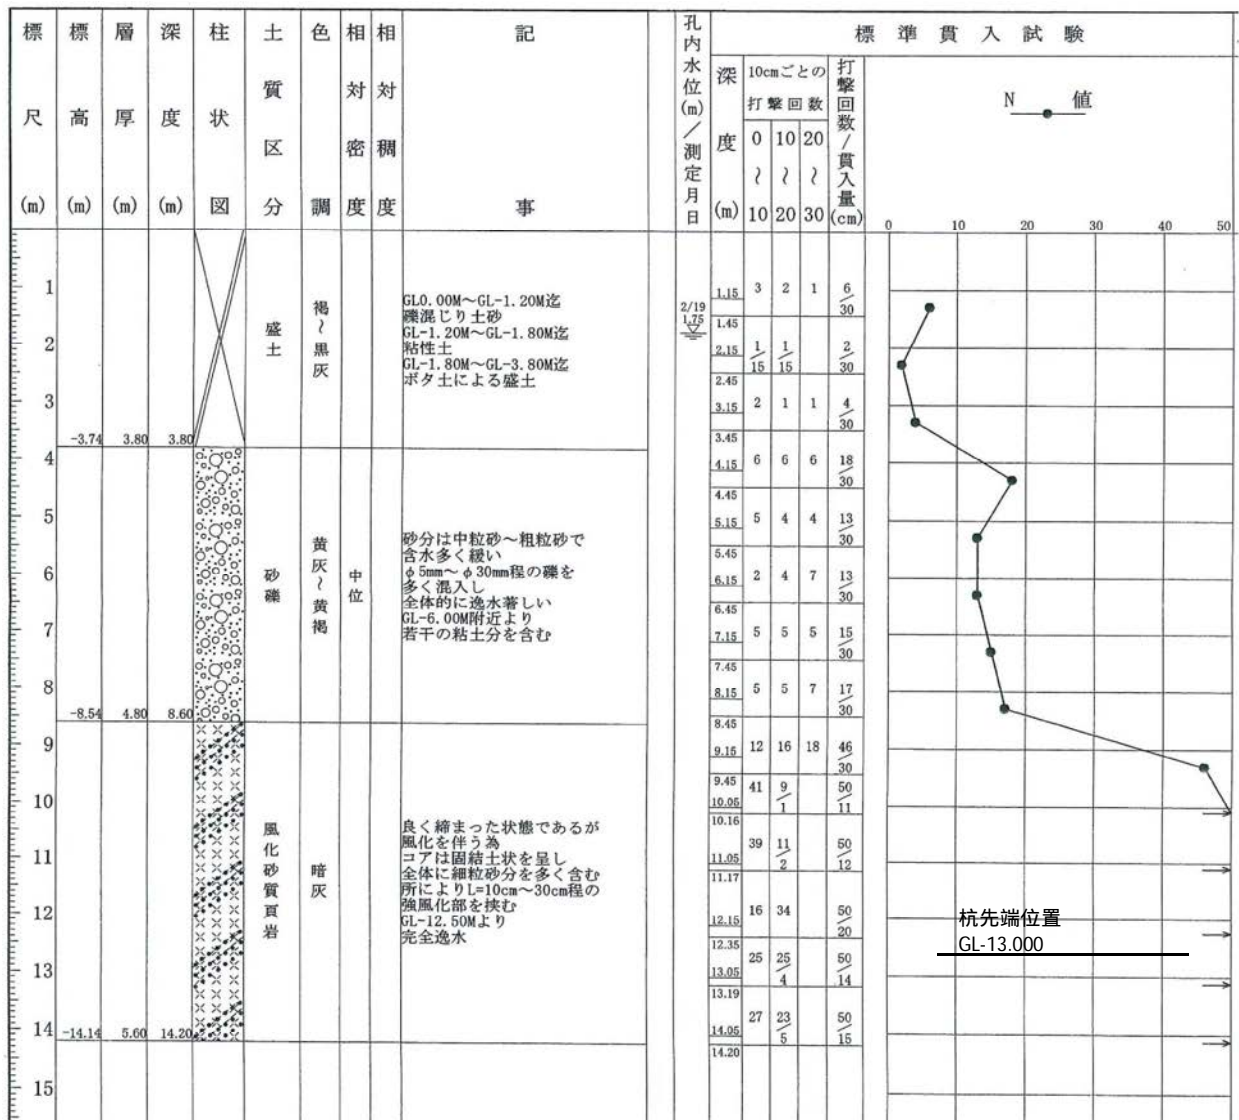 標尺(m)
標高(m)
層厚(m)
深度(m)
柱状図
土質区分
色調
相対密度
相対稠度
記事
孔内水位(m)/測定月日
標準貫入試験
深度(m)
10cmごとの
打撃回数
0〜10
10〜20
20〜30
打撃回数/貫入量(cm)
N 値
0 10 20 30 40 50
1
2
3
4
5
6
7
8
9
10
11
12
13
14
15
-3.74 3.80 3.80
盛土
褐〜黒灰
GL0.00M〜GL-1.20M迄
礫混じり土砂
GL-1.20M〜GL-1.80M迄
粘性土
GL-1.80M〜GL-3.80M迄
ボタ土による盛土
2/19
1.75
-8.54 4.80 8.60
砂礫
黄灰〜黄褐
中位
砂分は中粒砂〜粗粒砂で
含水多く緩い
φ5mm〜φ30mm程の礫を
多く混入し
全体的に逸水著しい
GL-6.00M附近より
若干の粘土分を含む
-14.14 5.60 14.20
風化砂質頁岩
暗灰
良く締まった状態であるが
風化を伴う為
コアは固結土状を呈し
全体に細粒砂分を多く含む
所によりL=10cm〜30cm程の
強風化部を挟む
GL-12.50Mより
完全逸水
1.15 3 2 1 6/30
1.45
2.15 1/15 1/15 2/30
2.45
3.15 2 1 1 4/30
3.45
4.15 6 6 6 18/30
4.45
5.15 5 4 4 13/30
5.45
6.15 2 4 7 13/30
6.45
7.15 5 5 5 15/30
7.45
8.15 5 5 7 17/30
8.45
9.15 12 16 18 46/30
9.45
10.05 41 9/1 50/11
10.16
11.05 39 11/2 50/12
11.17
12.15 16 34 50/20
12.35
13.05 25 25/4 50/14
13.19
14.05 27 23/5 50/15
14.20
杭先端位置
GL-13.000